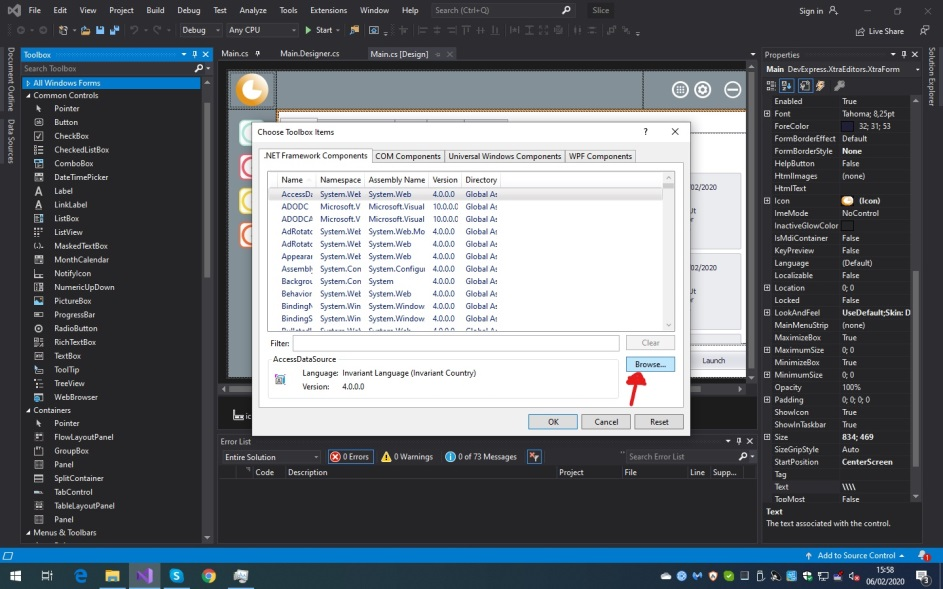 File Edit View Project Build Debug Test Analyze Tools Extensions Window Help Search (Ctrl+Q) Slice Sign in
Debug Any CPU Start Live Share
Document Outline
Data Sources
Toolbox
Search Toolbox
All Windows Forms
Common Controls
Pointer
Button
CheckBox
CheckedListBox
ComboBox
DateTimePicker
Label
LinkLabel
ListBox
ListView
MaskedTextBox
MonthCalendar
NotifyIcon
NumericUpDown
PictureBox
ProgressBar
RadioButton
RichTextBox
TextBox
ToolTip
TreeView
WebBrowser
Containers
Pointer
FlowLayoutPanel
GroupBox
Panel
SplitContainer
TabControl
TableLayoutPanel
Panel
Menus & Toolbars
Main.cs Main.Designer.cs Main.cs [Design]
/02/2020
/02/2020
Launch
Choose Toolbox Items ?
.NET Framework Components COM Components Universal Windows Components WPF Components
Name Namespace Assembly Name Version Directory
AccessDa System.Web System.Web 4.0.0.0 Global As
ADODC Microsoft.V Microsoft.Visual 10.0.0.0 Global As
ADODCA Microsoft.V Microsoft.Visual 10.0.0.0 Global As
AdRotato System.Web System.Web.Mo 4.0.0.0 Global As
AdRotato System.Web System.Web 4.0.0.0 Global As
Appearan System.Web System.Web 4.0.0.0 Global As
Assembly System.Con System.Configu 4.0.0.0 Global As
Backgrou System.Con System 4.0.0.0 Global As
Behavior System.Web System.Web 4.0.0.0 Global As
BindingN System.Win System.Window 4.0.0.0 Global As
BindingS System.Win System.Window 4.0.0.0 Global As
Filter: Clear
AccessDataSource
Language: Invariant Language (Invariant Country)
Version: 4.0.0.0
Browse...
OK Cancel Reset
Error List
Entire Solution 0 Errors 0 Warnings 0 of 73 Messages Search Error List
Code Description Project File Line Supp...
Properties
Main DevExpress.XtraEditors.XtraForm
Enabled True
Font Tahoma; 8,25pt
ForeColor 32; 31; 53
FormBorderEffect Default
FormBorderStyle None
HelpButton False
HtmlImages (none)
HtmlText
Icon (Icon)
ImeMode NoControl
InactiveGlowColor
IsMdiContainer False
KeyPreview False
Language (Default)
Localizable False
Location 0; 0
Locked False
LookAndFeel UseDefault;Skin: D
MainMenuStrip (none)
MaximizeBox True
MaximumSize 0; 0
MinimizeBox True
MinimumSize 0; 0
Opacity 100%
Padding 0; 0; 0; 0
ShowIcon True
ShowInTaskbar True
Size 834; 469
SizeGripStyle Auto
StartPosition CenterScreen
Tag
Text \\\\
TopMost False
Text
The text associated with the control.
Solution Explorer
Add to Source Control
15:58
06/02/2020